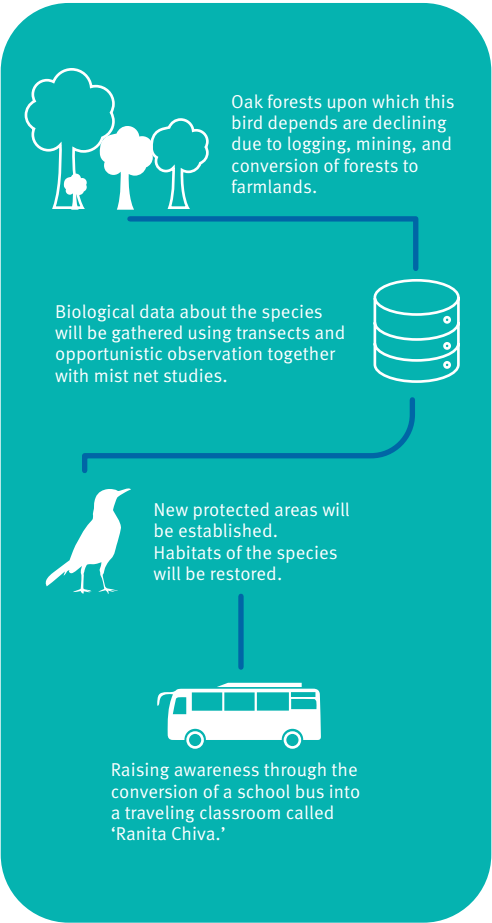 Oak forests upon which this
bird depends are declining
due to logging, mining, and
conversion of forests to
farmlands.
Biological data about the species
will be gathered using transects and
opportunistic observation together
with mist net studies.
New protected areas will
be established.
Habitats of the species
will be restored.
Raising awareness through the
conversion of a school bus into
a traveling classroom called
‘Ranita Chiva.’